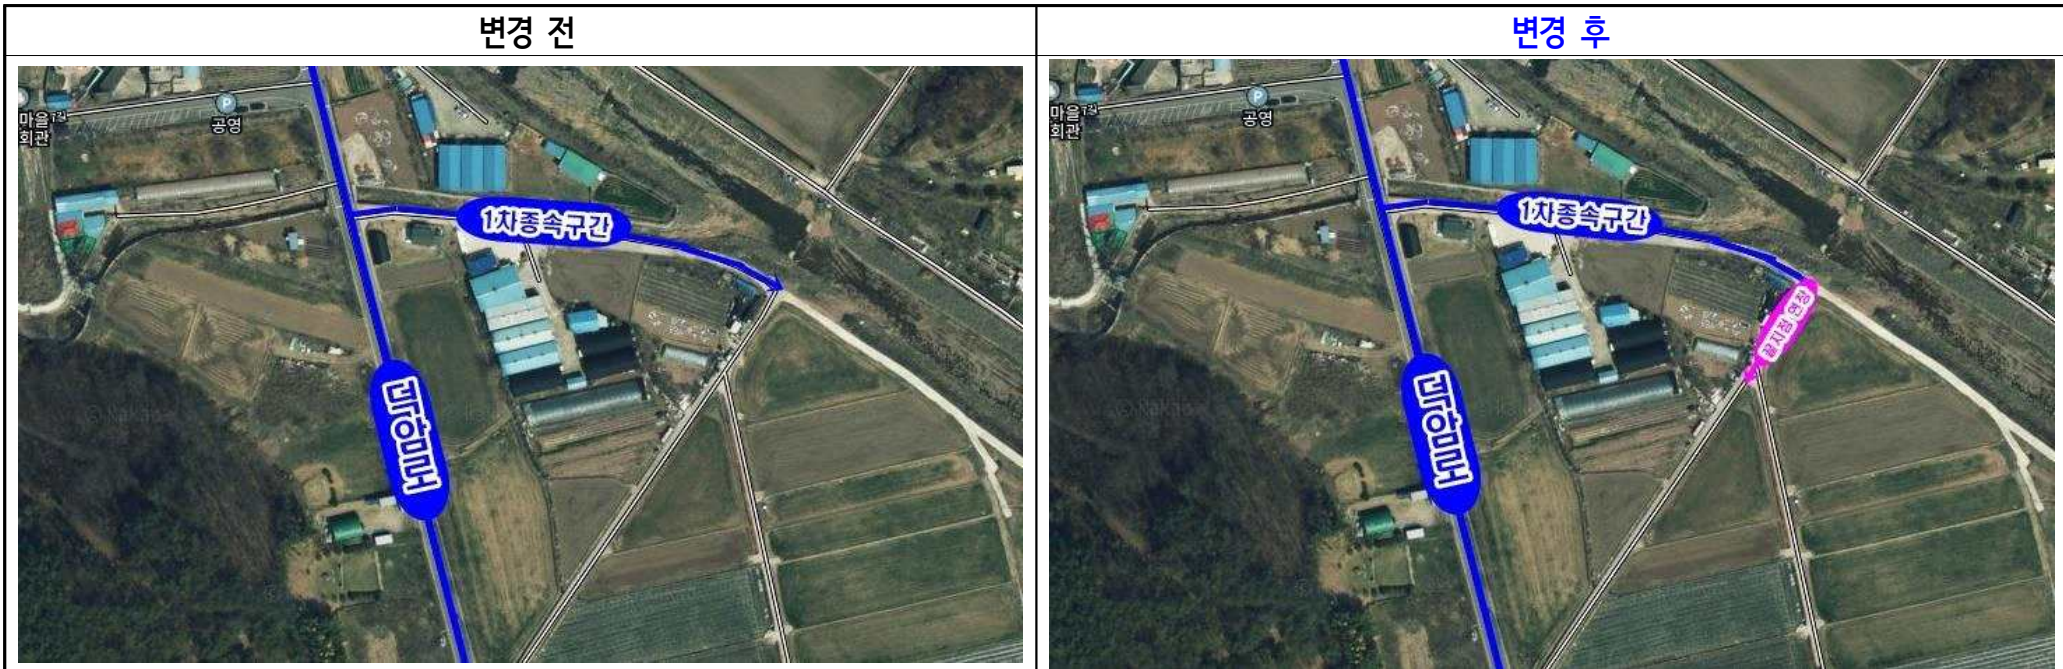 변경 전
변경 후
마을
회관
P
공영
1차종속구간
덕암로
마을
회관
P
공영
1차종속구간
끝지점 연장
덕암로